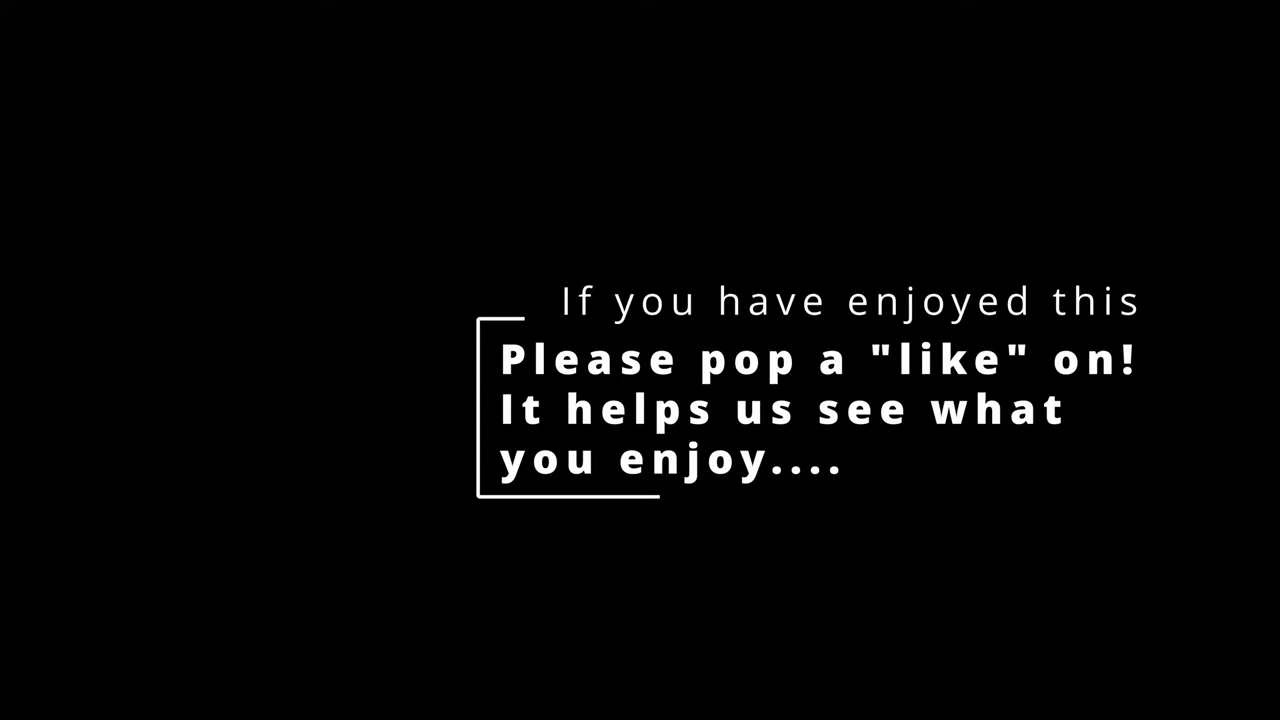 If you have enjoyed this
Please pop a "like" on!
It helps us see what
you enjoy....